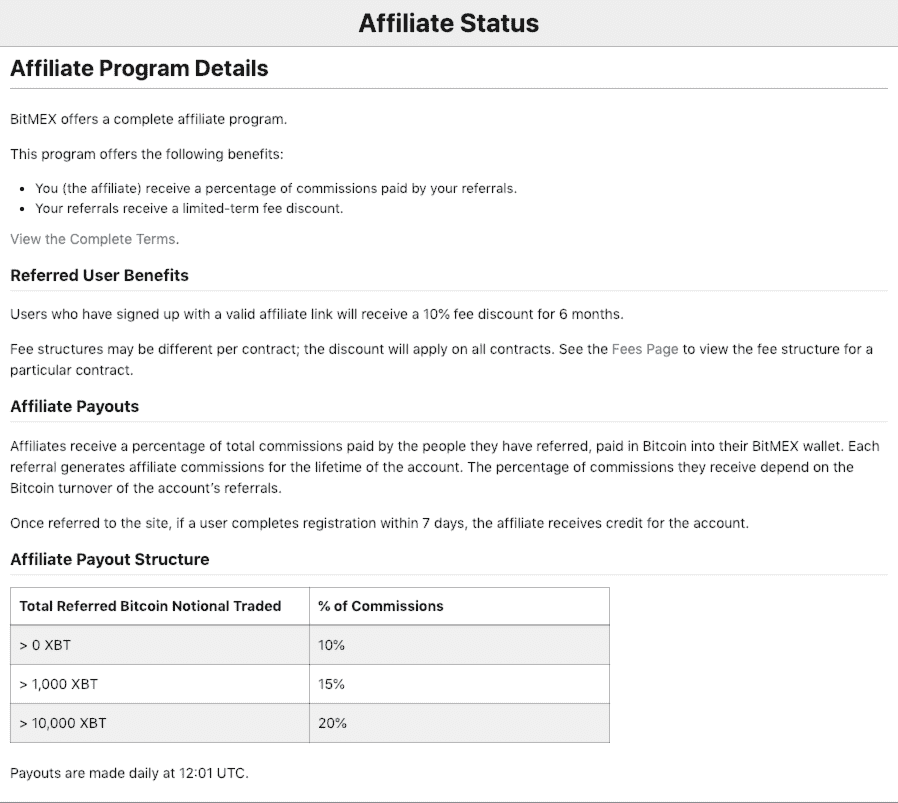 Affiliate Status
Affiliate Program Details
BitMEX offers a complete affiliate program.
This program offers the following benefits:
• You (the affiliate) receive a percentage of commissions paid by your referrals.
• Your referrals receive a limited-term fee discount.
View the Complete Terms.
Referred User Benefits
Users who have signed up with a valid affiliate link will receive a 10% fee discount for 6 months.
Fee structures may be different per contract; the discount will apply on all contracts. See the Fees Page to view the fee structure for a
particular contract.
Affiliate Payouts
Affiliates receive a percentage of total commissions paid by the people they have referred, paid in Bitcoin into their BitMEX wallet. Each
referral generates affiliate commissions for the lifetime of the account. The percentage of commissions they receive depend on the
Bitcoin turnover of the account's referrals.
Once referred to the site, if a user completes registration within 7 days, the affiliate receives credit for the account.
Affiliate Payout Structure
Total Referred Bitcoin Notional Traded % of Commissions
> 0 XBT 10%
> 1,000 XBT 15%
> 10,000 XBT 20%
Payouts are made daily at 12:01 UTC.